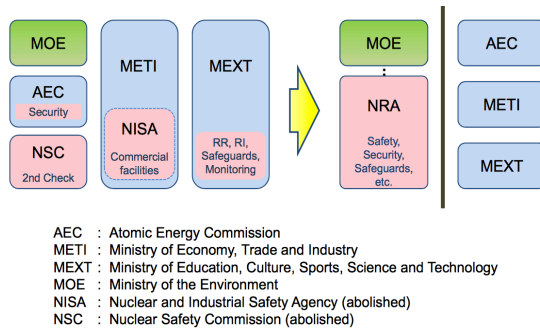 MOE
AEC
Security
NSC
2nd Check
METI
NISA
Commercial
facilities
MEXT
RR, RI,
Safeguards,
Monitoring
MOE
NRA
Safety,
Security,
Safeguards,
etc.
AEC
METI
MEXT
AEC : Atomic Energy Commission
METI : Ministry of Economy, Trade and Industry
MEXT : Ministry of Education, Culture, Sports, Science and Technology
MOE : Ministry of the Environment
NISA : Nuclear and Industrial Safety Agency (abolished)
NSC : Nuclear Safety Commission (abolished)